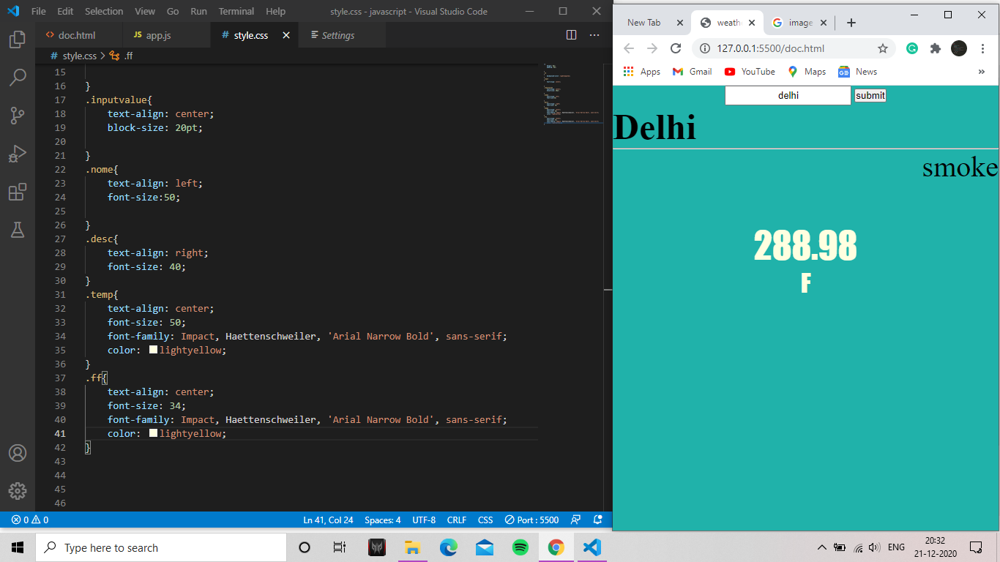 File Edit Selection View Go Run Terminal Help style.css - javascript - Visual Studio Code
<> doc.html JS app.js # style.css Settings
# style.css > .ff
15
16 }
17 .inputvalue{
18 text-align: center;
19 block-size: 20pt;
20
21 }
22 .nome{
23 text-align: left;
24 font-size:50;
25
26 }
27 .desc{
28 text-align: right;
29 font-size: 40;
30 }
31 .temp{
32 text-align: center;
33 font-size: 50;
34 font-family: Impact, Haettenschweiler, 'Arial Narrow Bold', sans-serif;
35 color: lightyellow;
36 }
37 .ff{
38 text-align: center;
39 font-size: 34;
40 font-family: Impact, Haettenschweiler, 'Arial Narrow Bold', sans-serif;
41 color: lightyellow;
42 }
43
44
45
46
0 0 Ln 41, Col 24 Spaces: 4 UTF-8 CRLF CSS Port : 5500
New Tab weath image
127.0.0.1:5500/doc.html
Apps Gmail YouTube Maps News »
delhi submit
Delhi
smoke
288.98
F
Type here to search
ENG 20:32
21-12-2020